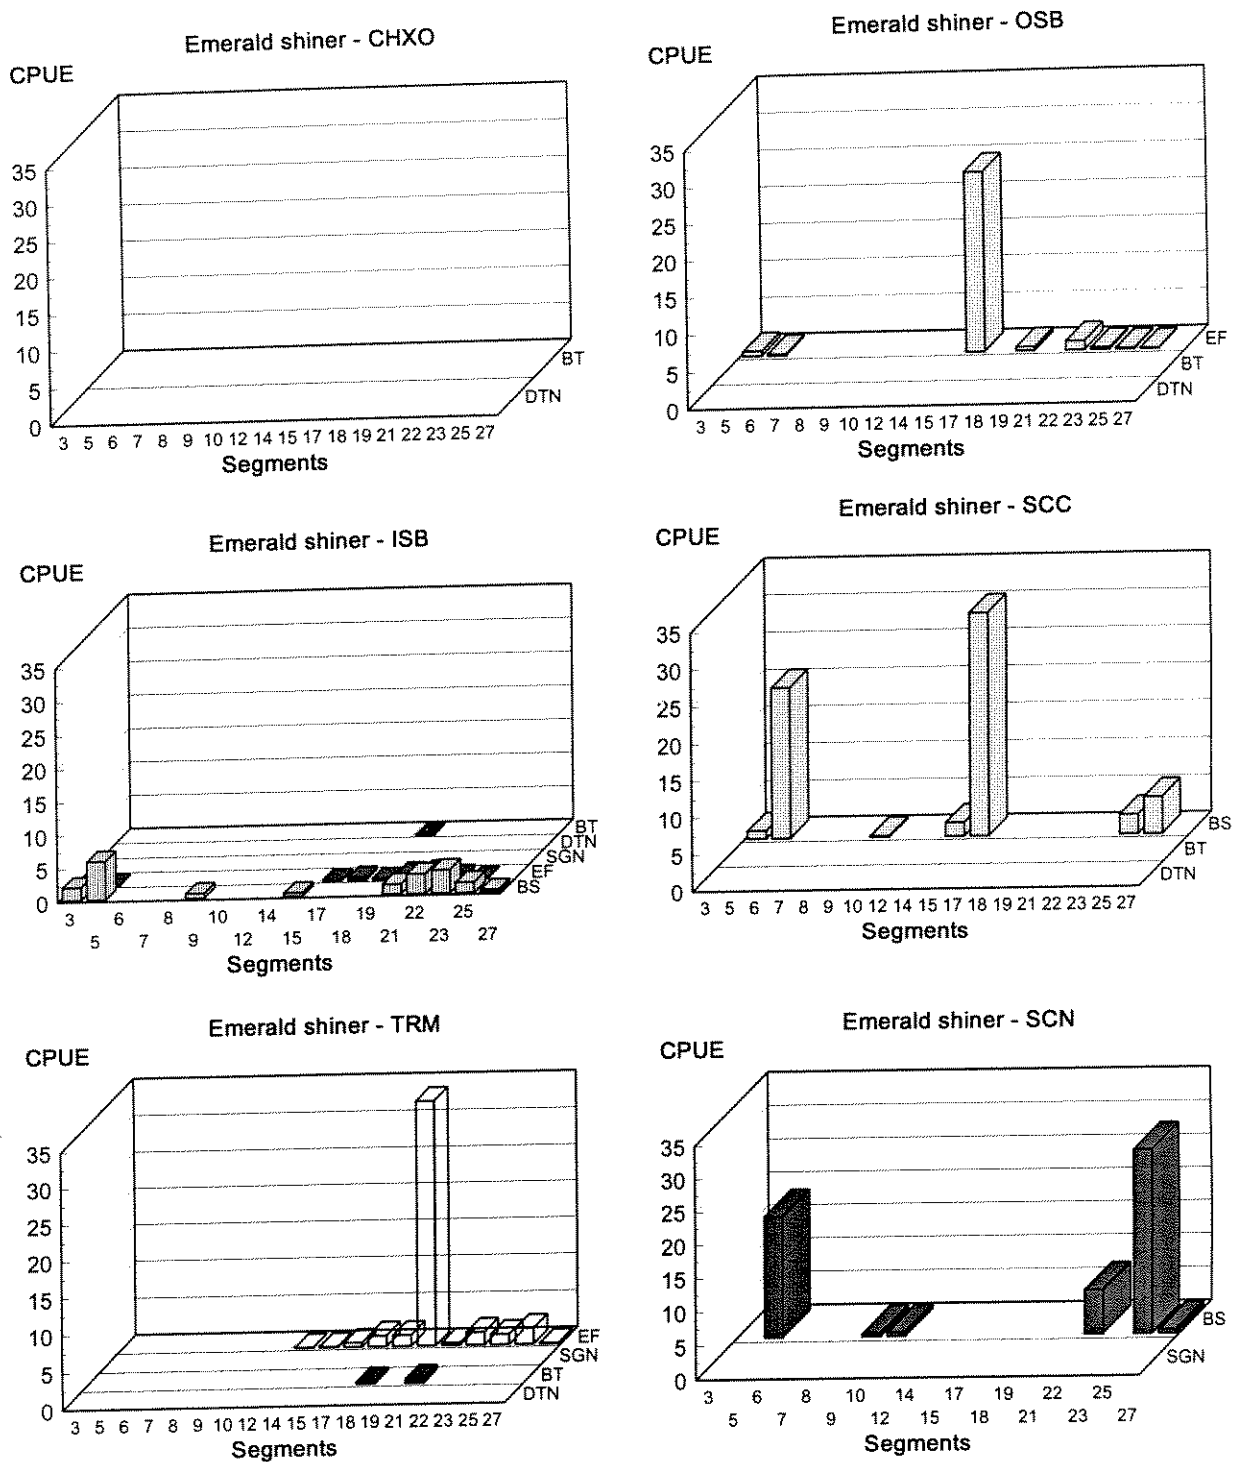 Emerald shiner - CHXO
CPUE
35
30
25
20
15
10
5
0
BT
DTN
3 5 6 7 8 9 10 12 14 15 17 18 19 21 22 23 25 27
Segments
Emerald shiner - OSB
CPUE
35
30
25
20
15
10
5
0
EF
BT
DTN
3 5 6 7 8 9 10 12 14 15 17 18 19 21 22 23 25 27
Segments
Emerald shiner - ISB
CPUE
35
30
25
20
15
10
5
0
BT
DTN
SGN
EF
BS
3 6 8 10 14 17 19 22 25
5 7 9 12 15 18 21 23 27
Segments
Emerald shiner - SCC
CPUE
35
30
25
20
15
10
5
0
BS
BT
DTN
3 5 6 7 8 9 10 12 14 15 17 18 19 21 22 23 25 27
Segments
Emerald shiner - TRM
CPUE
35
30
25
20
15
10
5
0
EF
SGN
BT
DTN
3 5 6 7 8 9 10 12 14 15 17 18 19 21 22 23 25 27
Segments
Emerald shiner - SCN
CPUE
35
30
25
20
15
10
5
0
BS
SGN
3 6 8 10 14 17 19 22 25
5 7 9 12 15 18 21 23 27
Segments